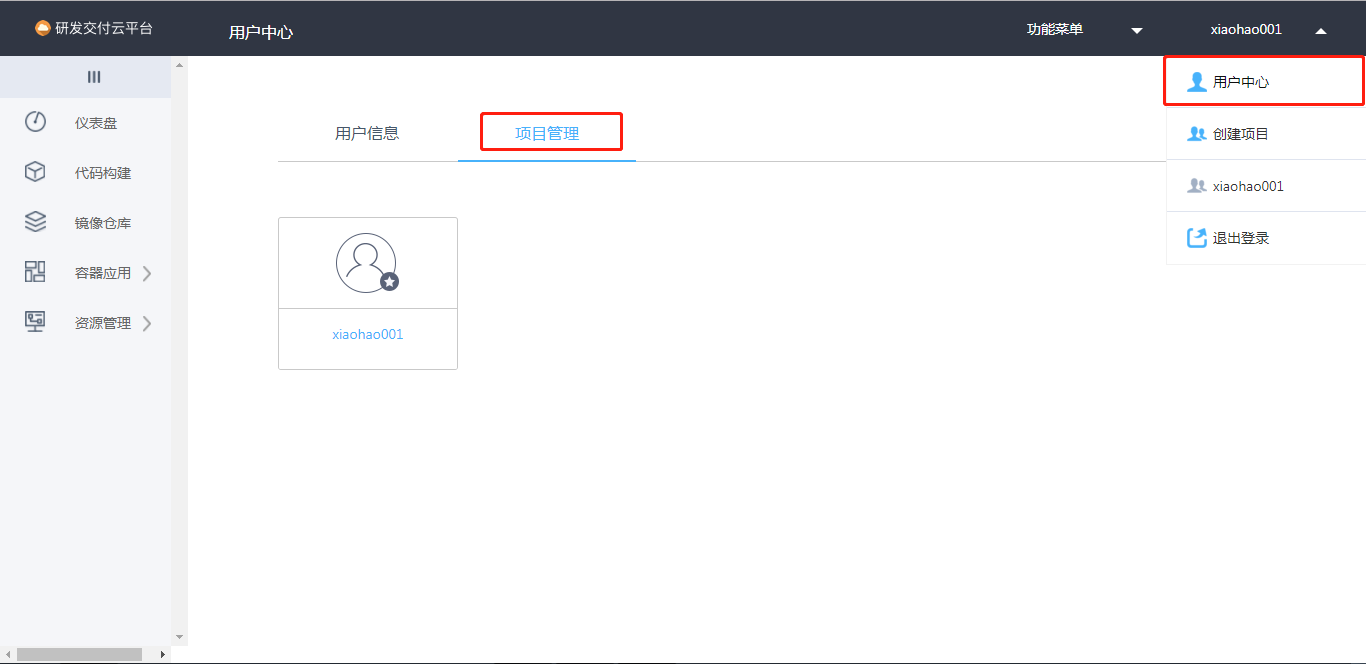 研发交付云平台
用户中心
功能菜单
xiaohao001
仪表盘
代码构建
镜像仓库
容器应用
资源管理
用户信息
项目管理
xiaohao001
用户中心
创建项目
xiaohao001
退出登录